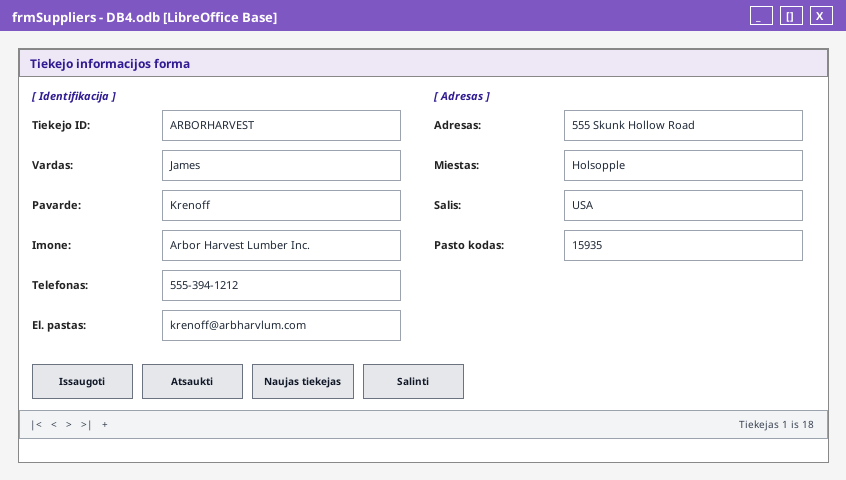 frmSuppliers - DB4.odb [LibreOffice Base]
_ [] X
Tiekejo informacijos forma
[ Identifikacija ]
Tiekejo ID: ARBORHARVEST
Vardas: James
Pavarde: Krenoff
Imone: Arbor Harvest Lumber Inc.
Telefonas: 555-394-1212
El. pastas: krenoff@arbharvlum.com
[ Adresas ]
Adresas: 555 Skunk Hollow Road
Miestas: Holsopple
Salis: USA
Pasto kodas: 15935
Issaugoti Atsaukti Naujas tiekejas Salinti
|< < > >| + Tiekejas 1 is 18